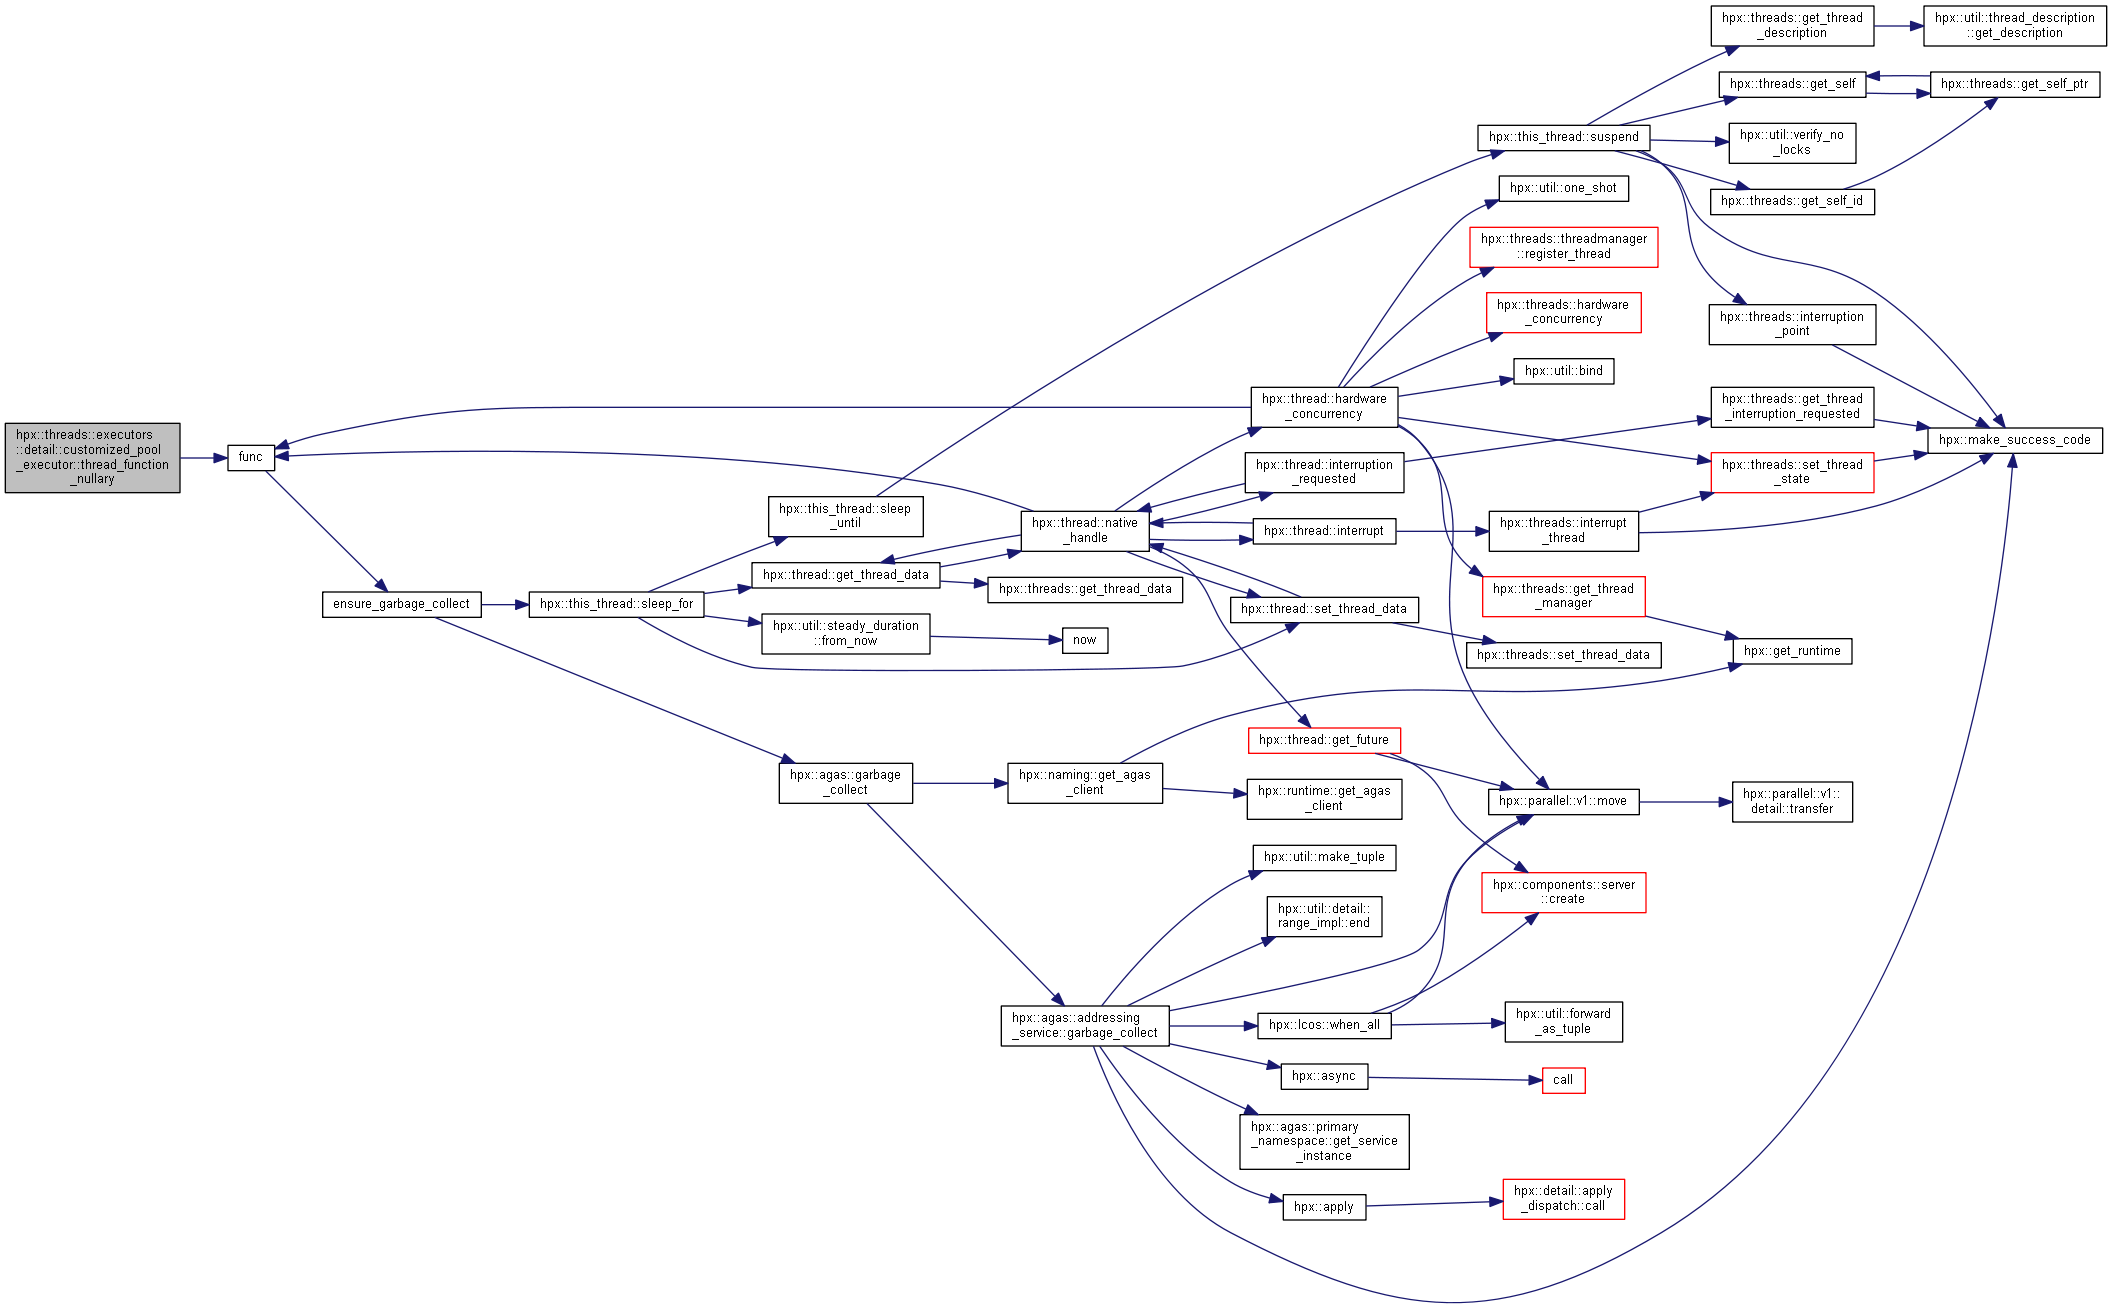 hpx::threads::executors
::detail::customized_pool
_executor::thread_function
_nullary
func
ensure_garbage_collect
hpx::this_thread::sleep_for
hpx::agas::garbage
_collect
hpx::this_thread::sleep
_until
hpx::thread::get_thread_data
hpx::util::steady_duration
::from_now
hpx::thread::native
_handle
hpx::threads::get_thread_data
now
hpx::naming::get_agas
_client
hpx::agas::addressing
_service::garbage_collect
hpx::thread::hardware
_concurrency
hpx::thread::interruption
_requested
hpx::thread::interrupt
hpx::thread::set_thread_data
hpx::thread::get_future
hpx::runtime::get_agas
_client
hpx::util::make_tuple
hpx::util::detail::
range_impl::end
hpx::lcos::when_all
hpx::async
hpx::agas::primary
_namespace::get_service
_instance
hpx::apply
hpx::this_thread::suspend
hpx::util::one_shot
hpx::threads::threadmanager
::register_thread
hpx::threads::hardware
_concurrency
hpx::util::bind
hpx::threads::interrupt
_thread
hpx::threads::get_thread
_manager
hpx::threads::set_thread_data
hpx::parallel::v1::move
hpx::components::server
::create
hpx::util::forward
_as_tuple
call
hpx::detail::apply
_dispatch::call
hpx::threads::get_thread
_description
hpx::threads::get_self
hpx::util::verify_no
_locks
hpx::threads::get_self_id
hpx::threads::interruption
_point
hpx::threads::get_thread
_interruption_requested
hpx::threads::set_thread
_state
hpx::get_runtime
hpx::parallel::v1::
detail::transfer
hpx::util::thread_description
::get_description
hpx::threads::get_self_ptr
hpx::make_success_code